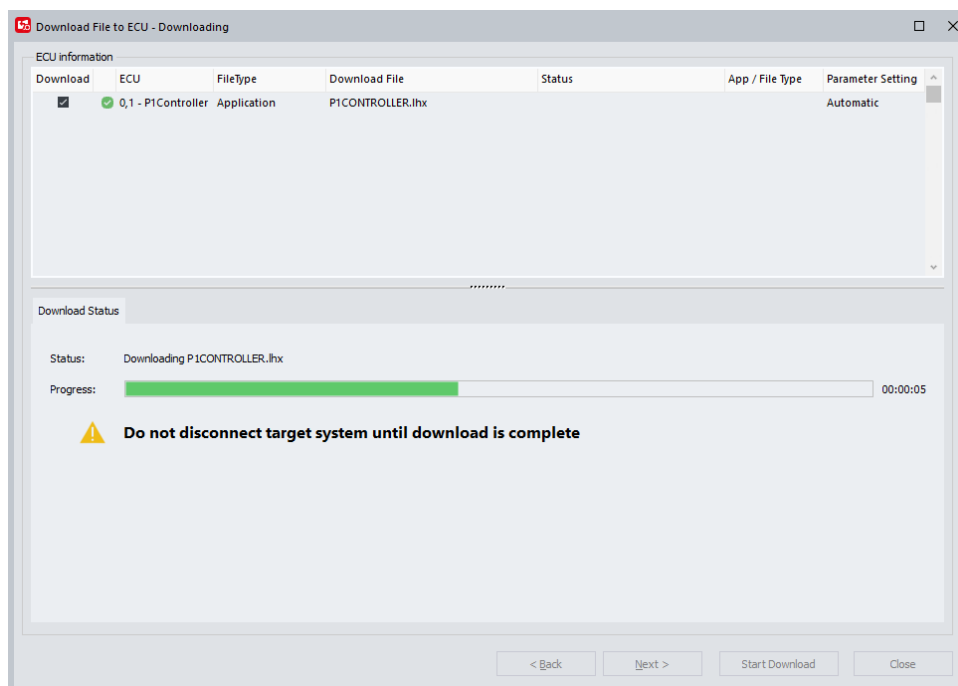 Download File to ECU - Downloading
ECU information
Download ECU FileType Download File Status App / File Type Parameter Setting
0,1 - P1Controller Application P1CONTROLLER.lhx Automatic
Download Status
Status: Downloading P1CONTROLLER.lhx
Progress: 00:00:05
Do not disconnect target system until download is complete
< Back Next > Start Download Close